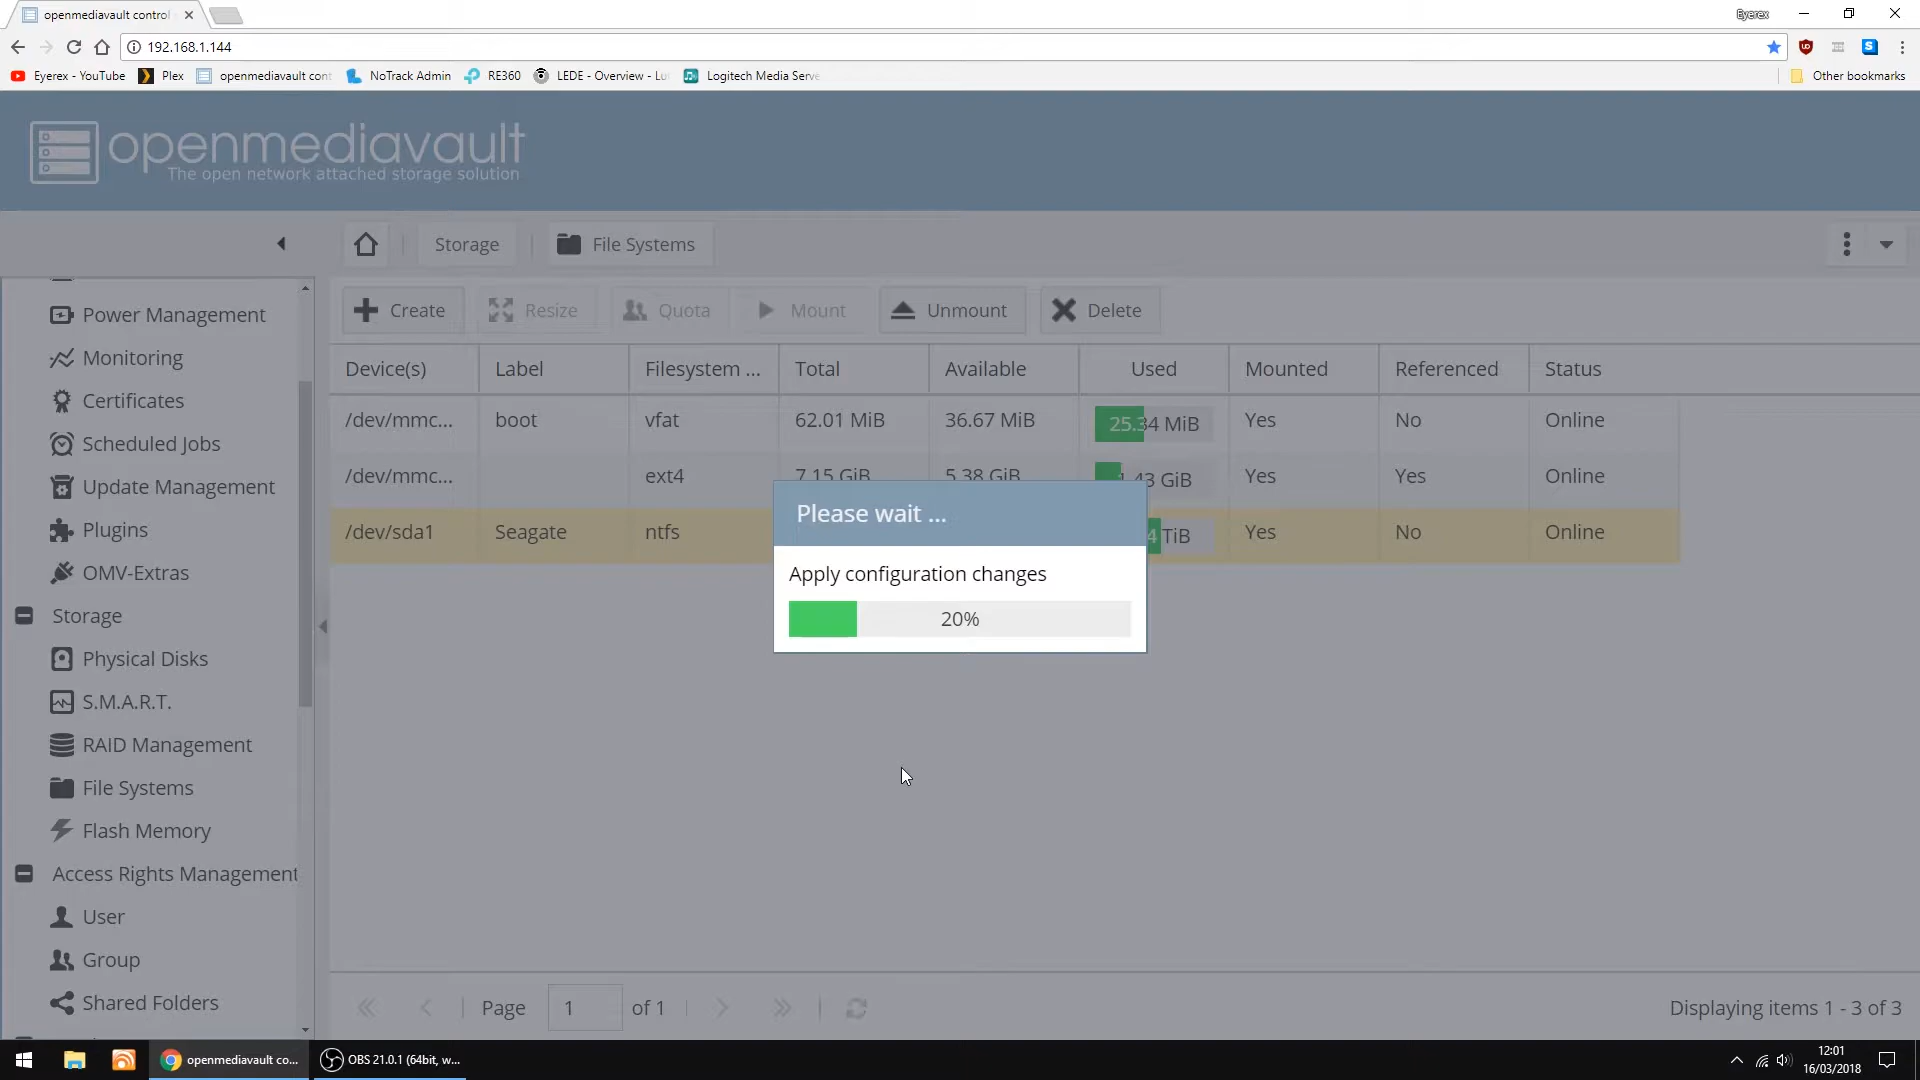 openmediavault control
Eyerex
192.168.1.144
Eyerex - YouTube
Plex
openmediavault cont
NoTrack Admin
RE360
LEDE - Overview - Lu
Logitech Media Serve
Other bookmarks
openmediavault
The open network attached storage solution
Storage
File Systems
Power Management
Monitoring
Certificates
Scheduled Jobs
Update Management
Plugins
OMV-Extras
Storage
Physical Disks
S.M.A.R.T.
RAID Management
File Systems
Flash Memory
Access Rights Management
User
Group
Shared Folders
Create
Resize
Quota
Mount
Unmount
Delete
Device(s) Label Filesystem ... Total Available Used Mounted Referenced Status
/dev/mmc... boot vfat 62.01 MiB 36.67 MiB 25.34 MiB Yes No Online
/dev/mmc... ext4 7.15 GiB 5.38 GiB 1.43 GiB Yes Yes Online
/dev/sda1 Seagate ntfs 4 TiB Yes No Online
Please wait ...
Apply configuration changes
20%
Page 1 of 1
Displaying items 1 - 3 of 3
openmediavault co...
OBS 21.0.1 (64bit, w...
12:01
16/03/2018